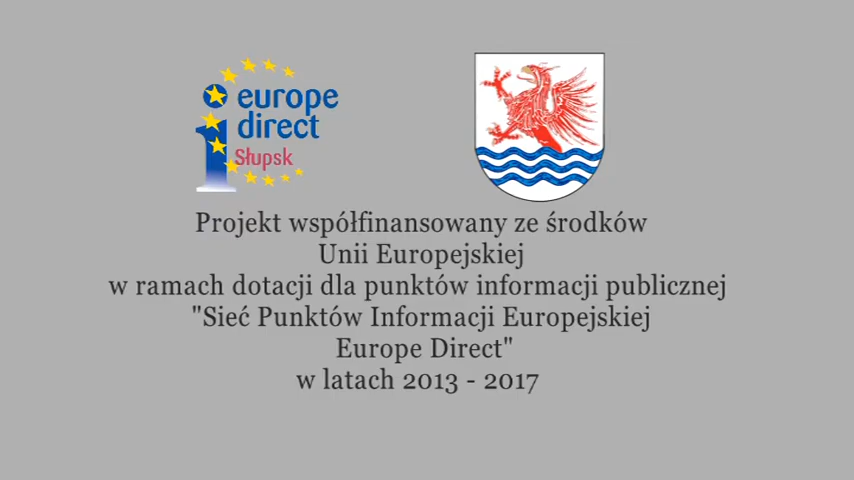 europe
direct
Słupsk
Projekt współfinansowany ze środków
Unii Europejskiej
w ramach dotacji dla punktów informacji publicznej
"Sieć Punktów Informacji Europejskiej
Europe Direct"
w latach 2013 - 2017